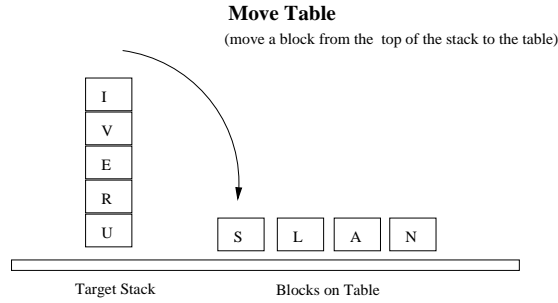 Move Table
(move a block from the top of the stack to the table)
I
V
E
R
U
S L A N
Target Stack Blocks on Table